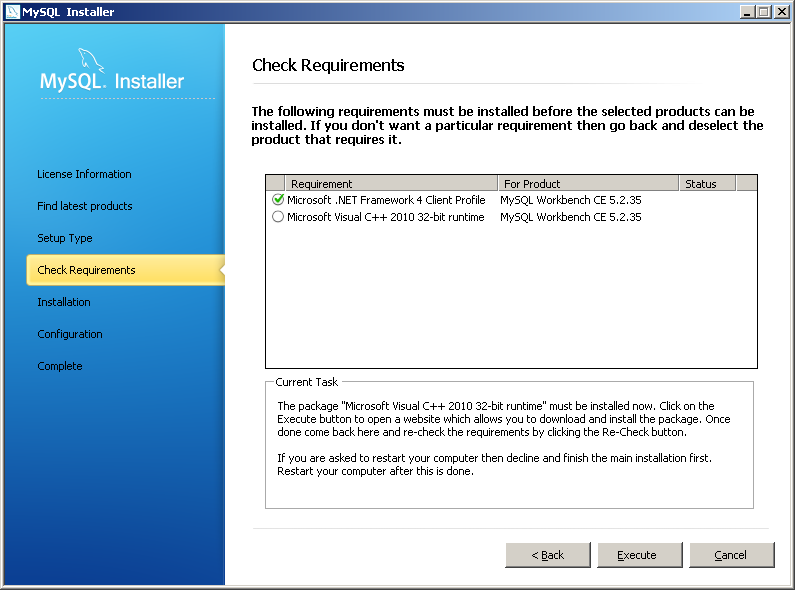 MySQL Installer
MySQL. Installer
License Information
Find latest products
Setup Type
Check Requirements
Installation
Configuration
Complete
Check Requirements
The following requirements must be installed before the selected products can be
installed. If you don't want a particular requirement then go back and deselect the
product that requires it.
Requirement For Product Status
Microsoft .NET Framework 4 Client Profile MySQL Workbench CE 5.2.35
Microsoft Visual C++ 2010 32-bit runtime MySQL Workbench CE 5.2.35
Current Task
The package "Microsoft Visual C++ 2010 32-bit runtime" must be installed now. Click on the
Execute button to open a website which allows you to download and install the package. Once
done come back here and re-check the requirements by clicking the Re-Check button.
If you are asked to restart your computer then decline and finish the main installation first.
Restart your computer after this is done.
< Back Execute Cancel